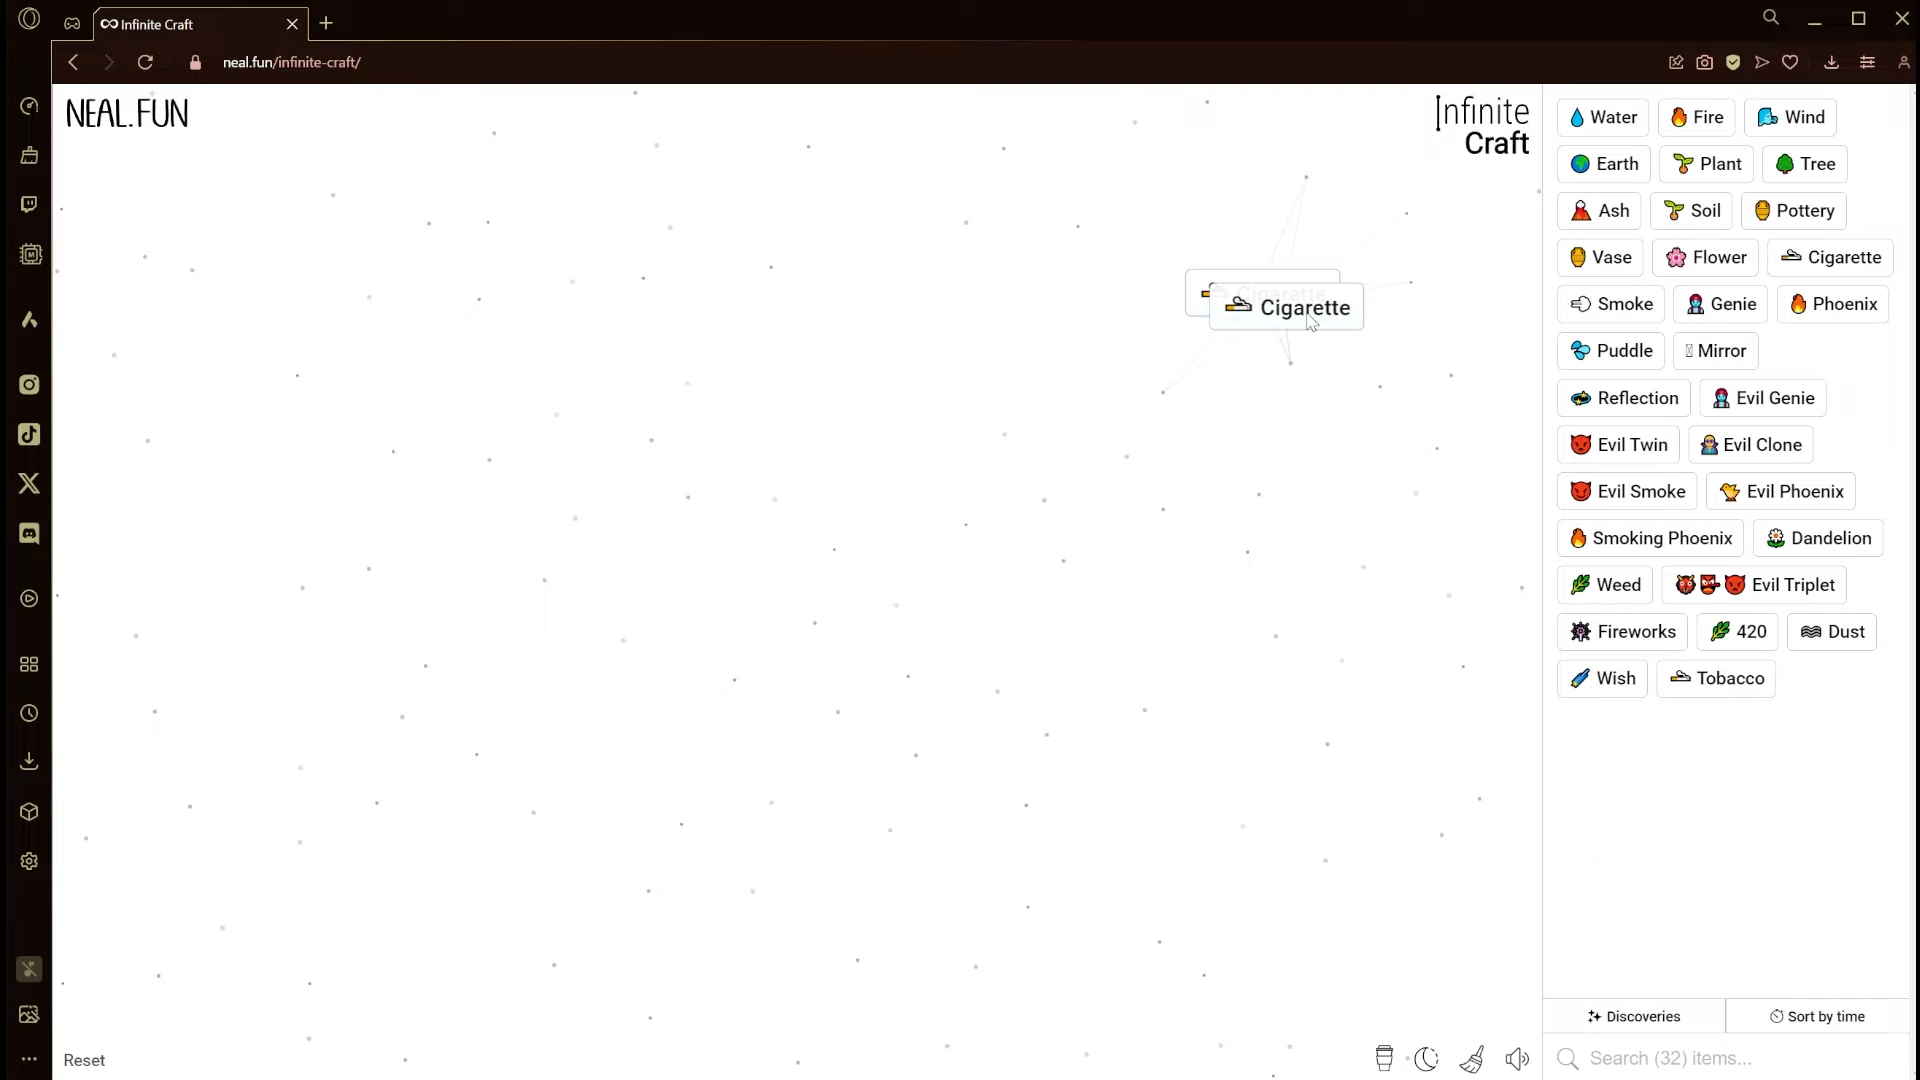 Infinite Craft
neal.fun/infinite-craft/
NEAL.FUN
Infinite
Craft
Water Fire Wind
Earth Plant Tree
Ash Soil Pottery
Vase Flower Cigarette
Smoke Genie Phoenix
Puddle Mirror
Reflection Evil Genie
Evil Twin Evil Clone
Evil Smoke Evil Phoenix
Smoking Phoenix Dandelion
Weed Evil Triplet
Fireworks 420 Dust
Wish Tobacco
Cigarette
Cigarette
Discoveries Sort by time
Reset
Search (32) items...